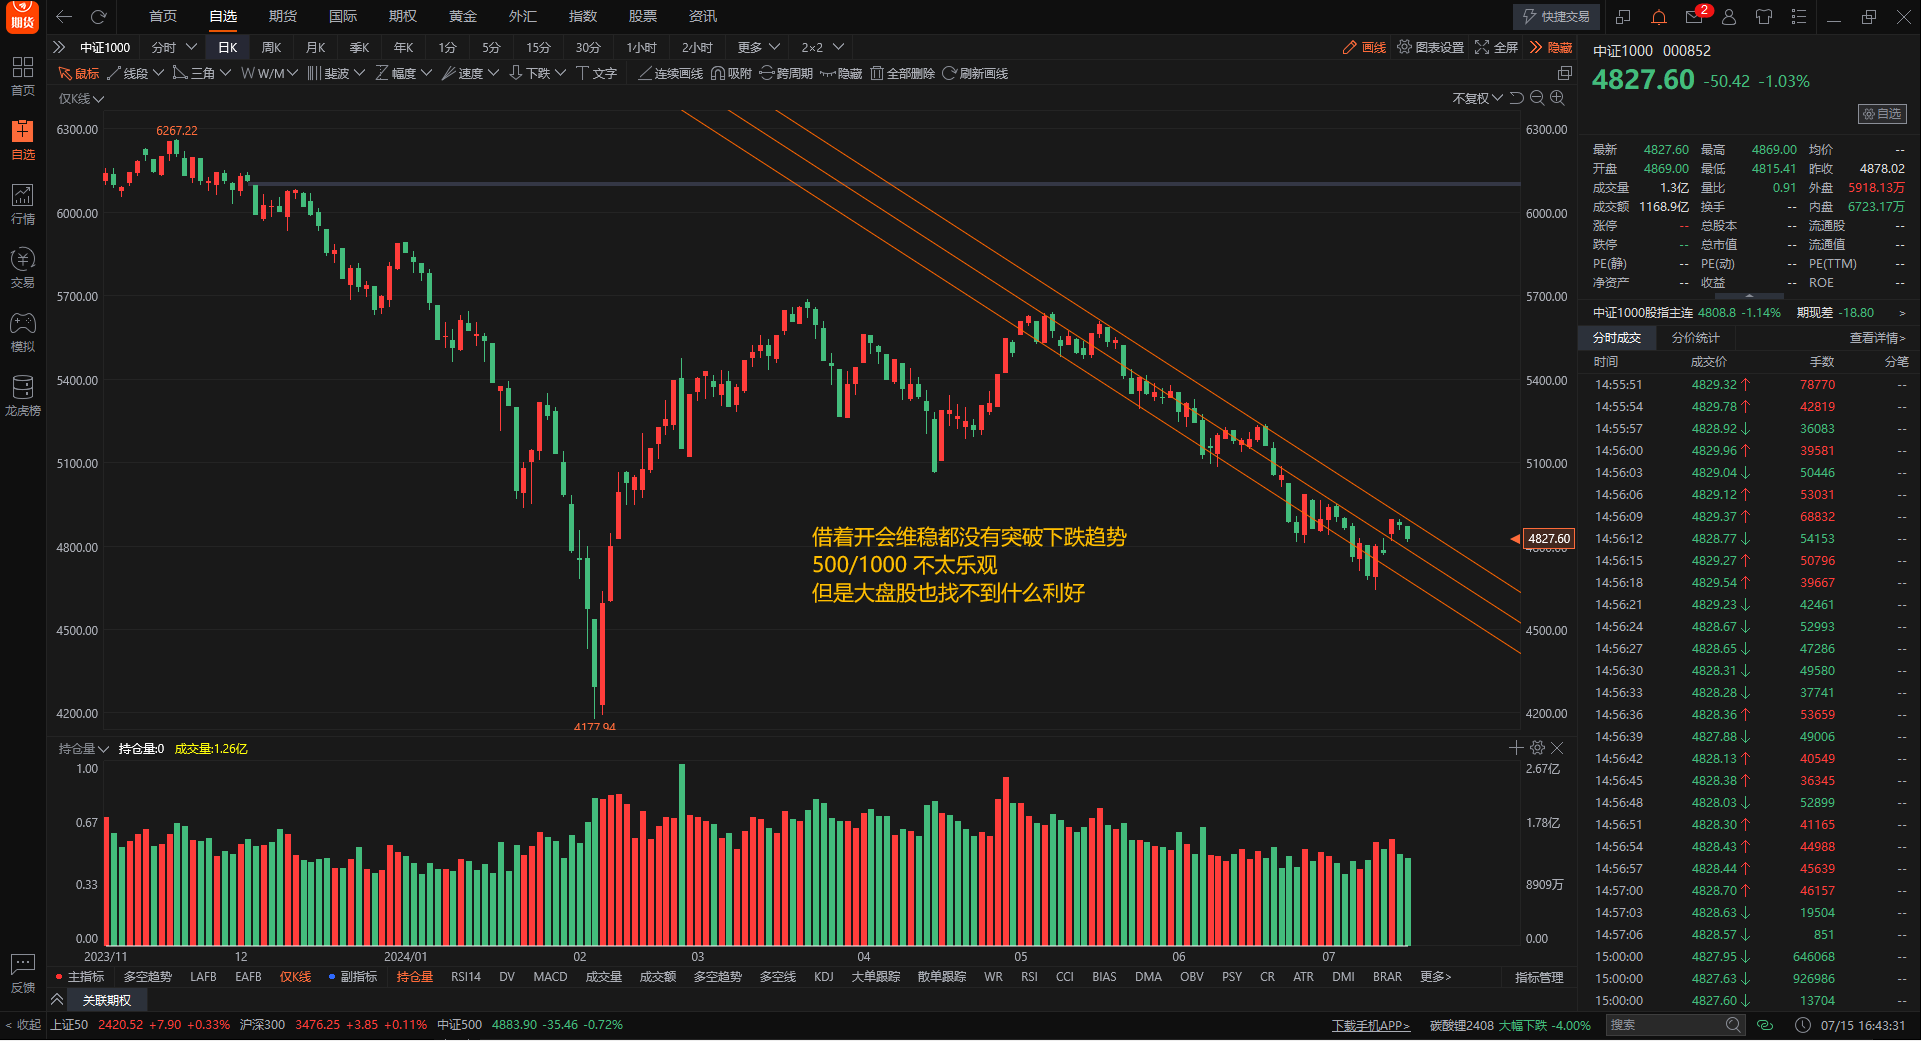 期货
首页 自选 期货 国际 期权 黄金 外汇 指数 股票 资讯
快捷交易 2
中证1000 分时 日K 周K 月K 季K 年K 1分 5分 15分 30分 1小时 2小时 更多 2×2
画线 图表设置 全屏 隐藏
鼠标 线段 三角 W/M 斐波 幅度 速度 下跌 文字 连续画线 吸附 跨周期 隐藏 全部删除 刷新画线
仅K线
不复权
首页
自选
行情
交易
模拟
龙虎榜
反馈
< 收起
6300.00 6300.00
6000.00 6000.00
5700.00 5700.00
5400.00 5400.00
5100.00 5100.00
4800.00
4500.00 4500.00
4200.00 4200.00
6267.22
4177.94
4827.60
借着开会维稳都没有突破下跌趋势
500/1000 不太乐观
但是大盘股也找不到什么利好
持仓量 持仓量:0 成交量:1.26亿
1.00 2.67亿
0.67 1.78亿
0.33 8909万
0.00 0.00
2023/11 12 2024/01 02 03 04 05 06 07
主指标 多空趋势 LAFB EAFB 仅K线 副指标 持仓量 RSI14 DV MACD 成交量 成交额 多空趋势 多空线 KDJ 大单跟踪 散单跟踪 WR RSI CCI BIAS DMA OBV PSY CR ATR DMI BRAR 更多> 指标管理
关联期权
上证50 2420.52 +7.90 +0.33% 沪深300 3476.25 +3.85 +0.11% 中证500 4883.90 -35.46 -0.72%
下载手机APP> 碳酸锂2408 大幅下跌 -4.00% 搜索 07/15 16:43:31
中证1000 000852
4827.60 -50.42 -1.03%
自选
最新 4827.60 最高 4869.00 均价 --
开盘 4869.00 最低 4815.41 昨收 4878.02
成交量 1.3亿 量比 0.91 外盘 5918.13万
成交额 1168.9亿 换手 -- 内盘 6723.17万
涨停 -- 总股本 -- 流通股 --
跌停 -- 总市值 -- 流通值 --
PE(静) -- PE(动) -- PE(TTM) --
净资产 -- 收益 -- ROE --
中证1000股指主连 4808.8 -1.14% 期现差 -18.80 >
分时成交 分价统计 查看详情>
时间 成交价 手数 分笔
14:55:51 4829.32↑ 78770 --
14:55:54 4829.78↑ 42819 --
14:55:57 4828.92↓ 36083 --
14:56:00 4829.96↑ 39581 --
14:56:03 4829.04↓ 50446 --
14:56:06 4829.12↑ 53031 --
14:56:09 4829.37↑ 68832 --
14:56:12 4828.77↓ 54153 --
14:56:15 4829.27↑ 50796 --
14:56:18 4829.54↑ 39667 --
14:56:21 4829.23↓ 42461 --
14:56:24 4828.67↓ 52993 --
14:56:27 4828.65↓ 47286 --
14:56:30 4828.31↓ 49580 --
14:56:33 4828.28↓ 37741 --
14:56:36 4828.36↑ 53659 --
14:56:39 4827.88↓ 49006 --
14:56:42 4828.13↑ 40549 --
14:56:45 4828.38↑ 36345 --
14:56:48 4828.03↓ 52899 --
14:56:51 4828.30↑ 41165 --
14:56:54 4828.43↑ 44988 --
14:56:57 4828.44↑ 45639 --
14:57:00 4828.70↑ 46157 --
14:57:03 4828.63↓ 19504 --
14:57:06 4828.57↓ 851 --
15:00:00 4827.95↓ 646068 --
15:00:00 4827.63↓ 926986 --
15:00:00 4827.60↓ 13704 --